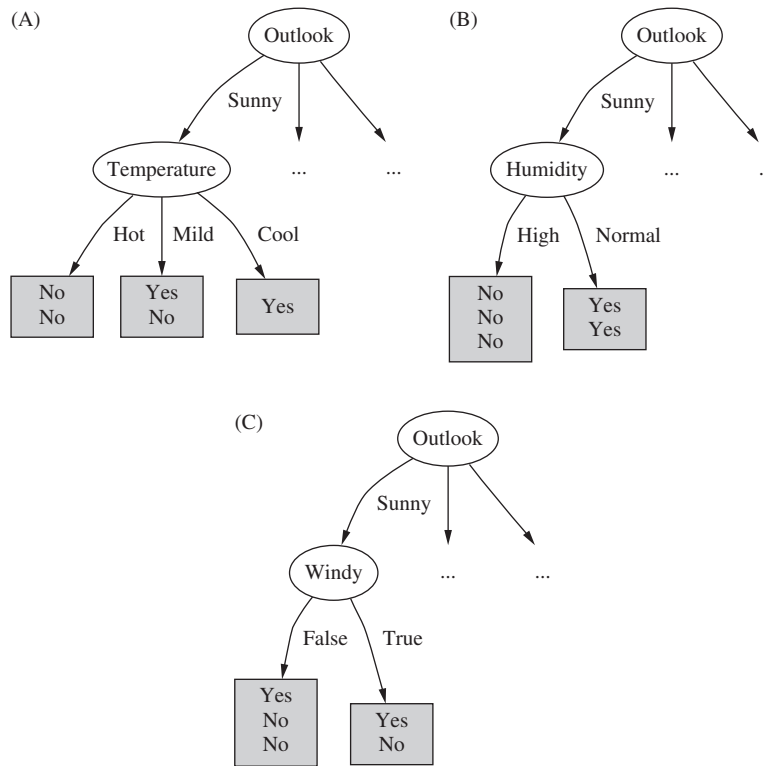 (A)
Outlook
Sunny
Temperature
...
...
Hot
Mild
Cool
No
No
Yes
No
Yes
(B)
Outlook
Sunny
Humidity
...
.
High
Normal
No
No
No
Yes
Yes
(C)
Outlook
Sunny
Windy
...
...
False
True
Yes
No
No
Yes
No